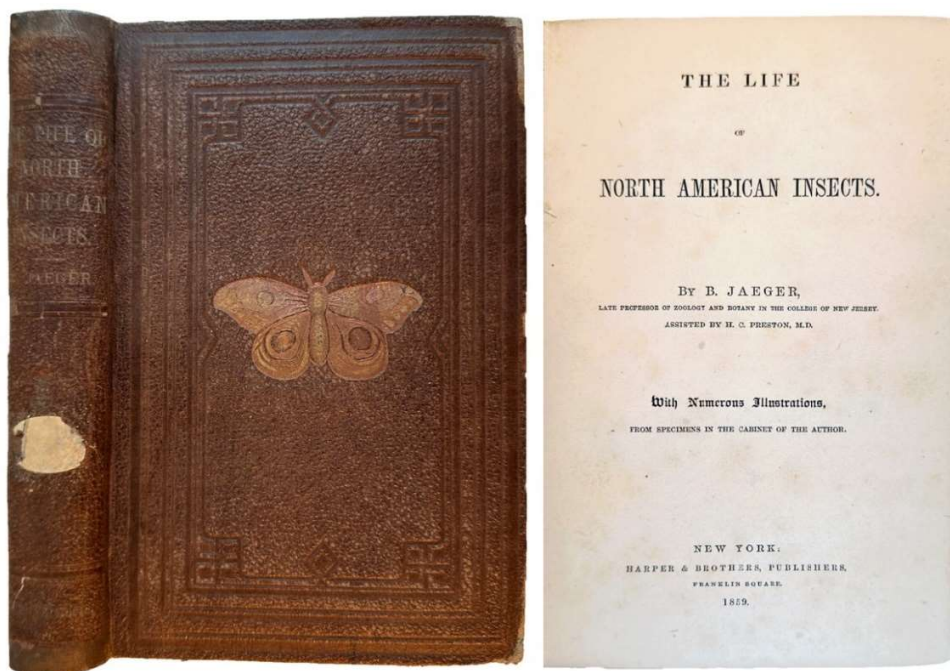 LIFE OF
NORTH
AMERICAN
INSECTS.
JAEGER
THE LIFE
OF
NORTH AMERICAN INSECTS.
By B. JAEGER,
LATE PROFESSOR OF ZOOLOGY AND BOTANY IN THE COLLEGE OF NEW JERSEY.
ASSISTED BY H. C. PRESTON, M.D.
With Numerous Illustrations,
FROM SPECIMENS IN THE CABINET OF THE AUTHOR.
NEW YORK:
HARPER & BROTHERS, PUBLISHERS,
FRANKLIN SQUARE.
1859.